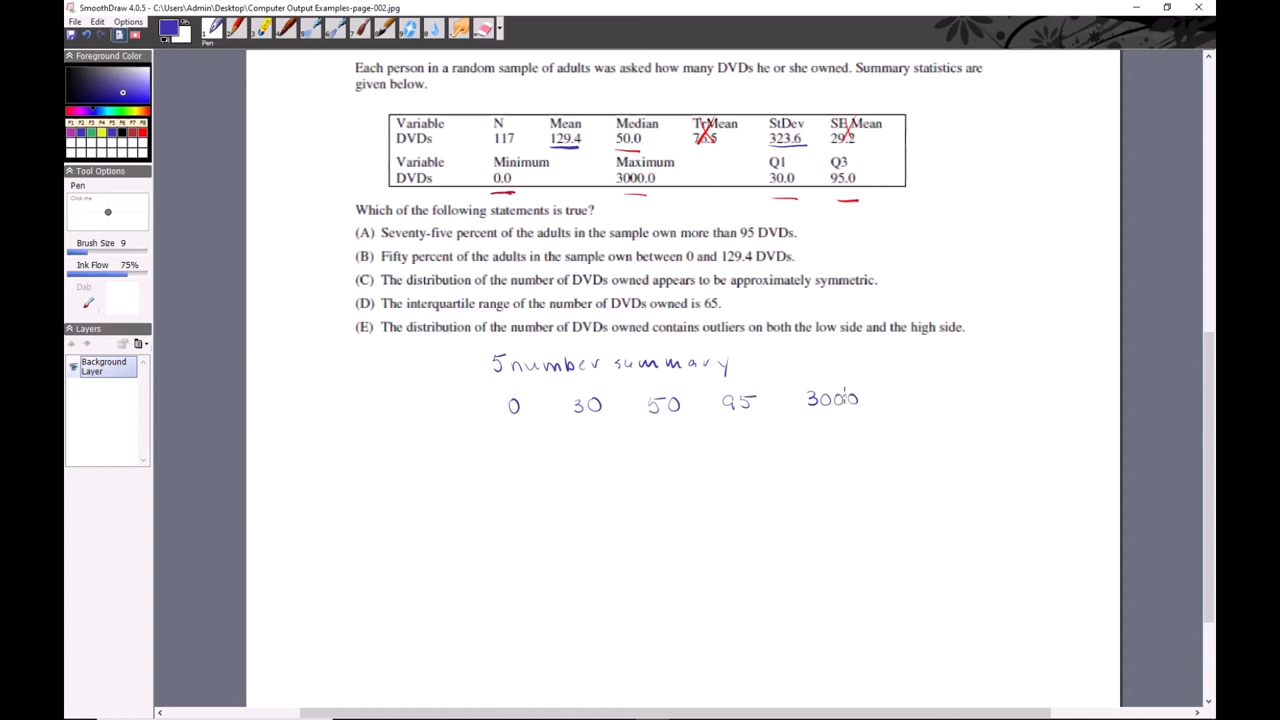 SmoothDraw 4.0.5 - C:\Users\Admin\Desktop\Computer Output Examples-page-002.jpg
File Edit Options
Pen
Foreground Color
Tool Options
Pen
Click me
Brush Size 9
Ink Flow 75%
Dab
Layers
Background Layer
Each person in a random sample of adults was asked how many DVDs he or she owned. Summary statistics are
given below.
Variable N Mean Median TrMean StDev SE Mean
DVDs 117 129.4 50.0 323.6 29.2
Variable Minimum Maximum Q1 Q3
DVDs 0.0 3000.0 30.0 95.0
Which of the following statements is true?
(A) Seventy-five percent of the adults in the sample own more than 95 DVDs.
(B) Fifty percent of the adults in the sample own between 0 and 129.4 DVDs.
(C) The distribution of the number of DVDs owned appears to be approximately symmetric.
(D) The interquartile range of the number of DVDs owned is 65.
(E) The distribution of the number of DVDs owned contains outliers on both the low side and the high side.
5 number summary
0 30 50 95 3000